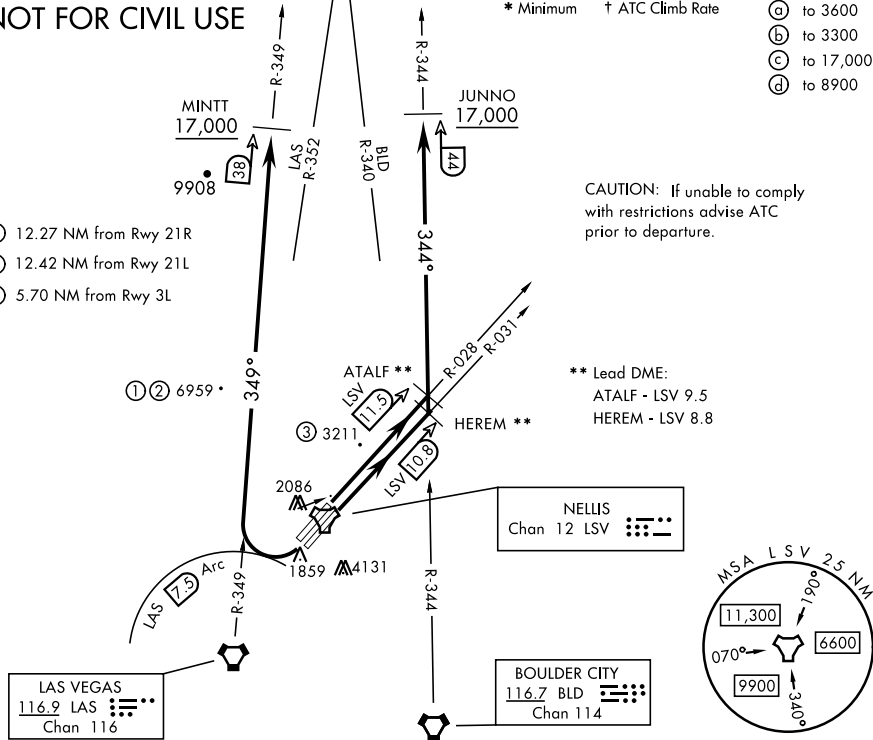 NOT FOR CIVIL USE
* Minimum † ATC Climb Rate
ⓐ to 3600
ⓑ to 3300
ⓒ to 17,000
ⓓ to 8900
R-349
R-344
MINTT
17,000
JUNNO
17,000
38
LAS
R-352
BLD
R-340
44
9908
CAUTION: If unable to comply
with restrictions advise ATC
prior to departure.
12.27 NM from Rwy 21R
12.42 NM from Rwy 21L
5.70 NM from Rwy 3L
344°
349°
① ② 6959
ATALF **
R-028
R-031
LSV
11.5
** Lead DME:
ATALF - LSV 9.5
HEREM - LSV 8.8
③ 3211
HEREM **
LSV
10.8
2086
NELLIS
Chan 12 LSV
1859
4131
LAS 7.5 Arc
R-349
R-344
MSA LSV 25 NM
190°
11,300
070°
6600
9900
340°
LAS VEGAS
116.9 LAS
Chan 116
BOULDER CITY
116.7 BLD
Chan 114